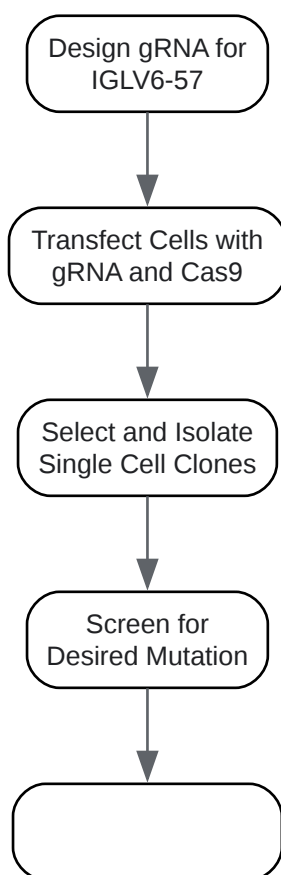 Design gRNA for
IGLV6-57
Transfect Cells with
gRNA and Cas9
Select and Isolate
Single Cell Clones
Screen for
Desired Mutation